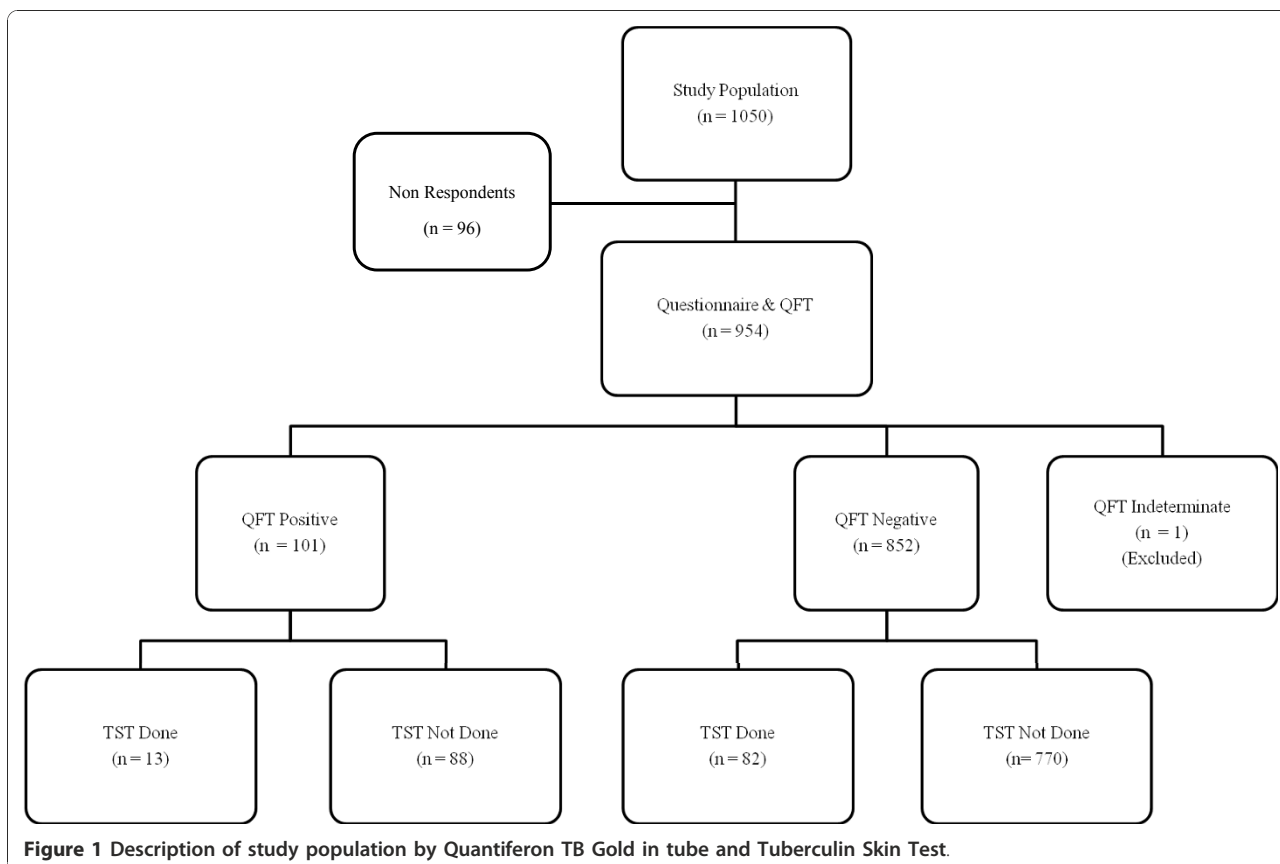 Study Population
(n = 1050)
Non Respondents
(n = 96)
Questionnaire & QFT
(n = 954)
QFT Positive
(n = 101)
QFT Negative
(n = 852)
QFT Indeterminate
(n = 1)
(Excluded)
TST Done
(n = 13)
TST Not Done
(n = 88)
TST Done
(n = 82)
TST Not Done
(n= 770)
Figure 1 Description of study population by Quantiferon TB Gold in tube and Tuberculin Skin Test.